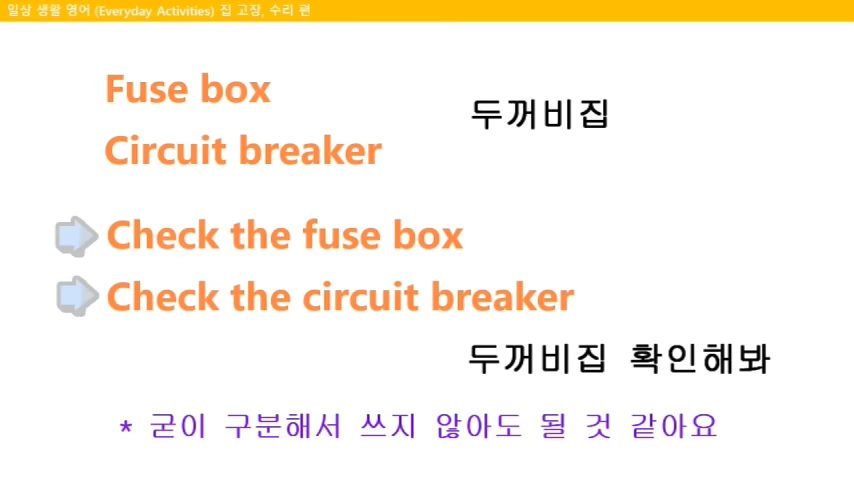 일상 생활 영어 (Everyday Activities) 집 고장, 수리 편
Fuse box
두꺼비집
Circuit breaker
Check the fuse box
Check the circuit breaker
두꺼비집 확인해봐
* 굳이 구분해서 쓰지 않아도 될 것 같아요